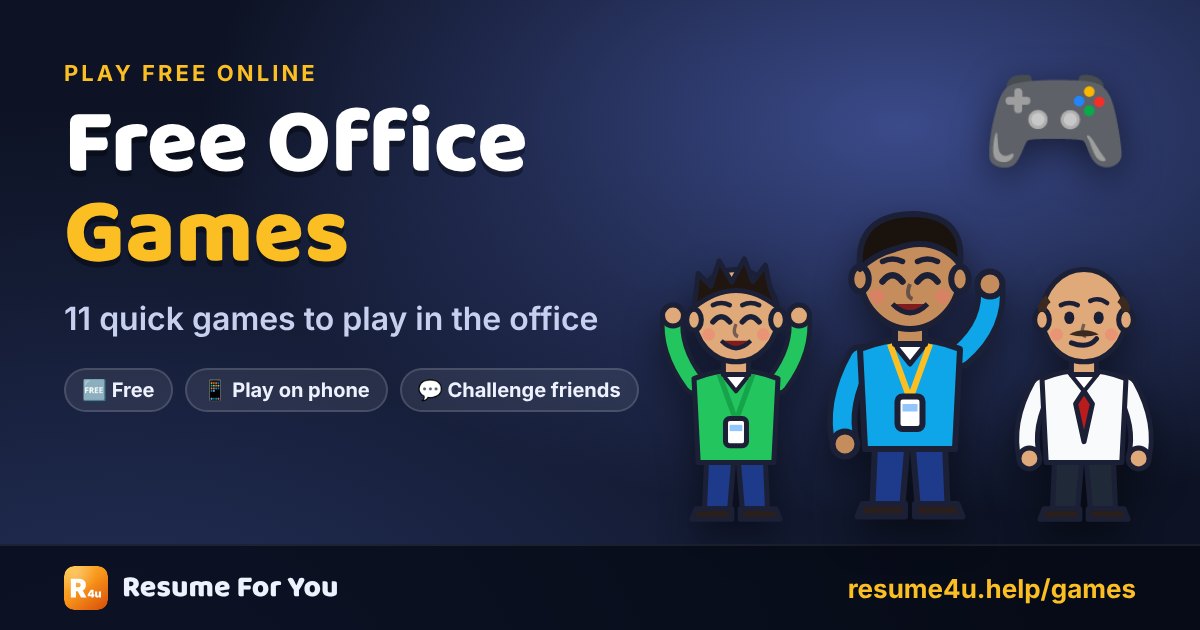 PLAY FREE ONLINE
Free Office
Games
11 quick games to play in the office
FREE Free
Play on phone
Challenge friends
R4u Resume For You
resume4u.help/games